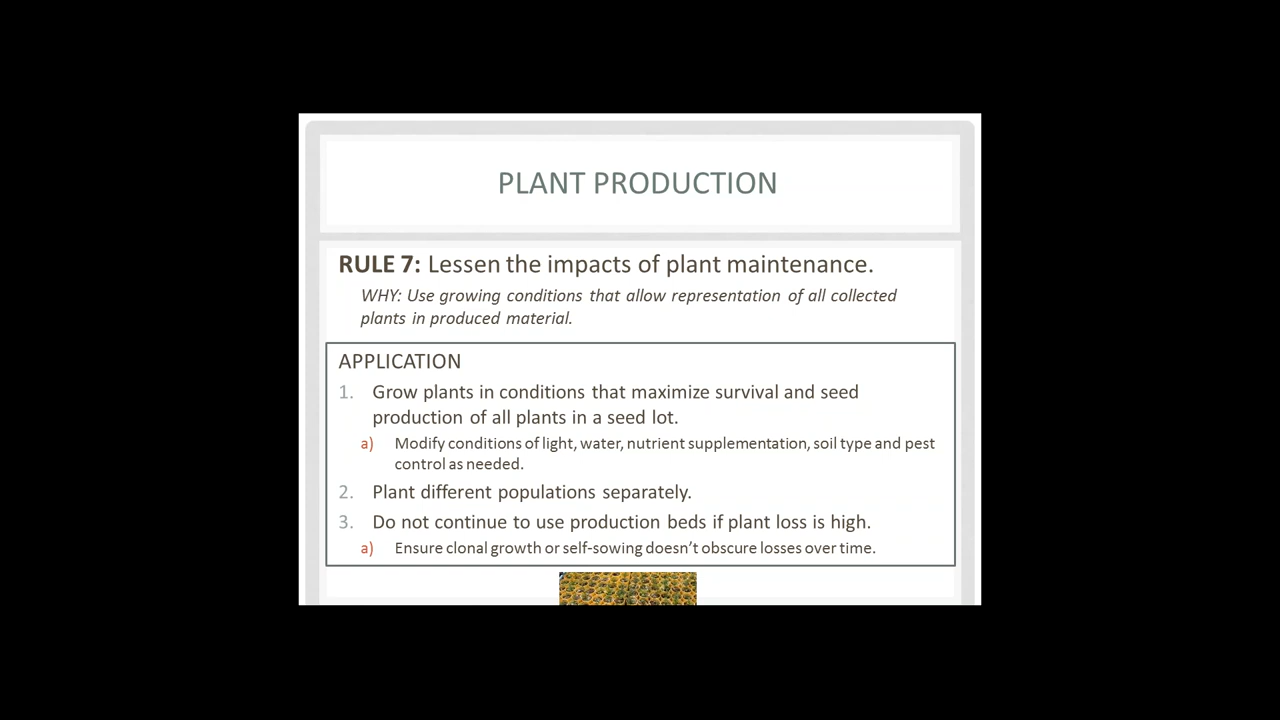 PLANT PRODUCTION
RULE 7: Lessen the impacts of plant maintenance.
WHY: Use growing conditions that allow representation of all collected
plants in produced material.
APPLICATION
1. Grow plants in conditions that maximize survival and seed
production of all plants in a seed lot.
a) Modify conditions of light, water, nutrient supplementation, soil type and pest
control as needed.
2. Plant different populations separately.
3. Do not continue to use production beds if plant loss is high.
a) Ensure clonal growth or self-sowing doesn’t obscure losses over time.